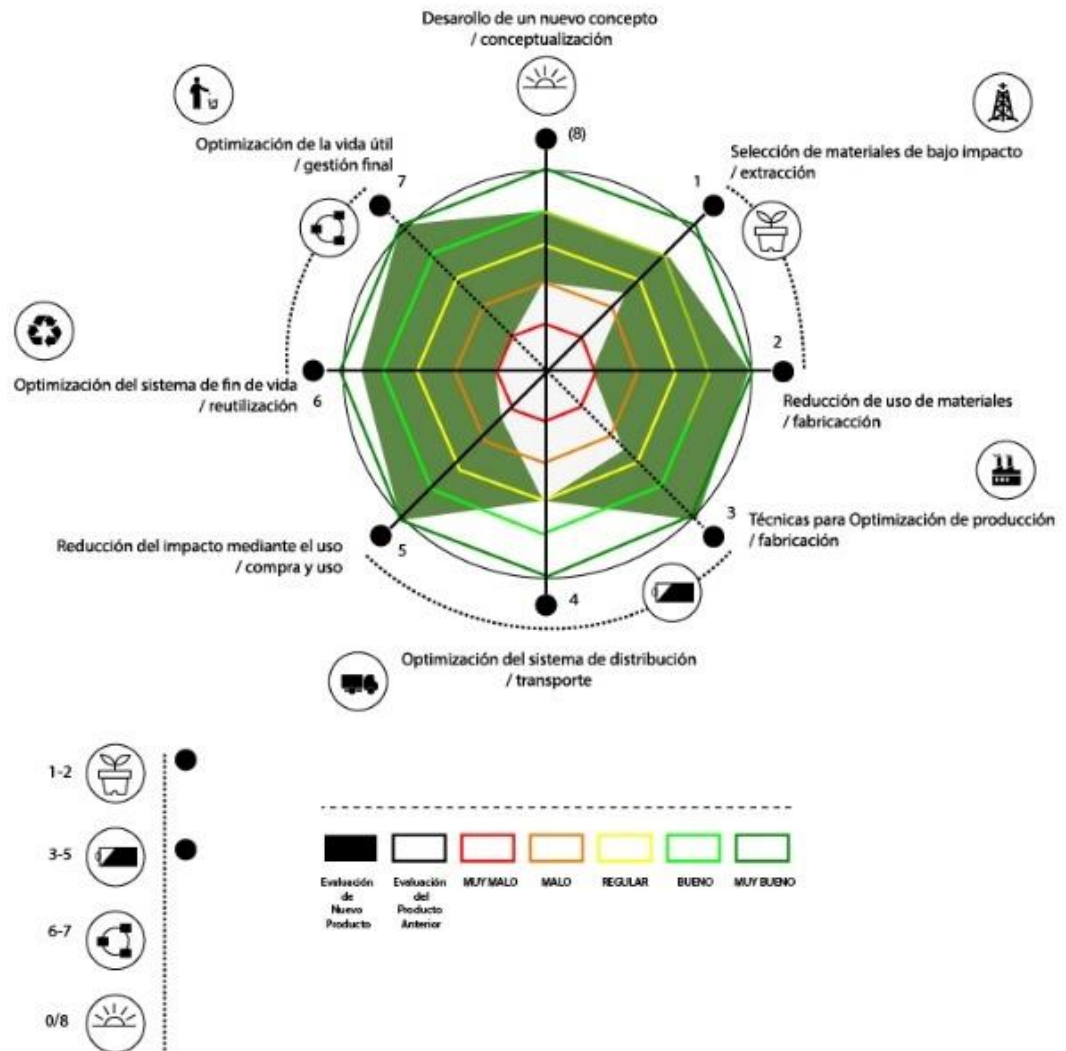 Desarollo de un nuevo concepto
/ conceptualización
(8)
Optimización de la vida útil
/ gestión final
7
Selección de materiales de bajo impacto
/ extracción
1
2
Optimización del sistema de fin de vida
/ reutilización
6
Reducción de uso de materiales
/ fabricacción
3
Técnicas para Optimización de producción
/ fabricación
5
Reducción del impacto mediante el uso
/ compra y uso
4
Optimización del sistema de distribución
/ transporte
1-2
3-5
6-7
0/8
Evaluación
de
Nuevo
Producto
Evaluación
del
Producto
Anterior
MUY MALO
MALO
REGULAR
BUENO
MUY BUENO